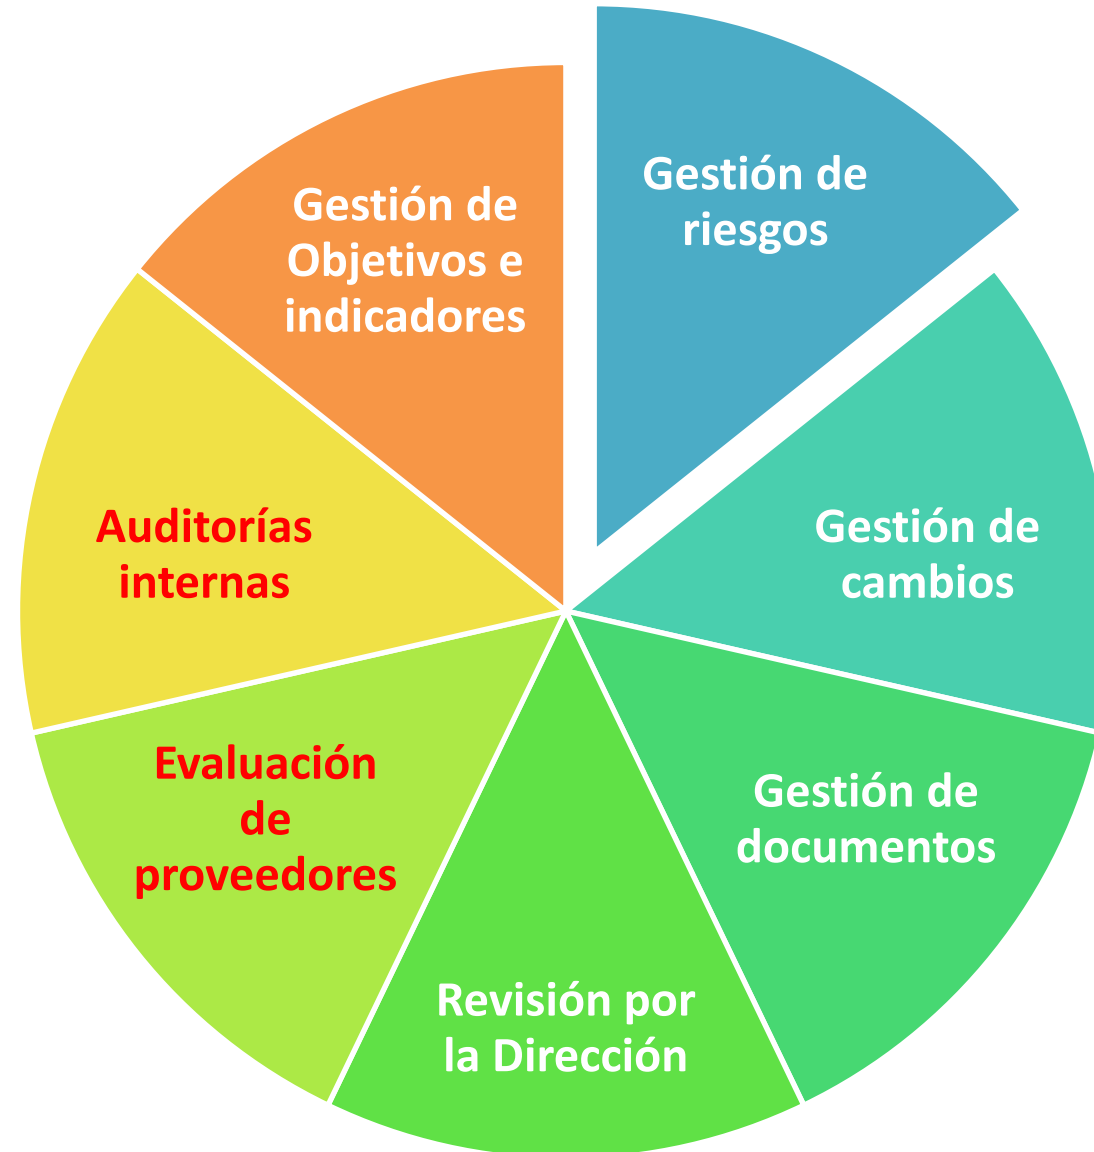 Gestión de
riesgos
Gestión de
cambios
Gestión de
documentos
Revisión por
la Dirección
Evaluación
de
proveedores
Auditorías
internas
Gestión de
Objetivos e
indicadores